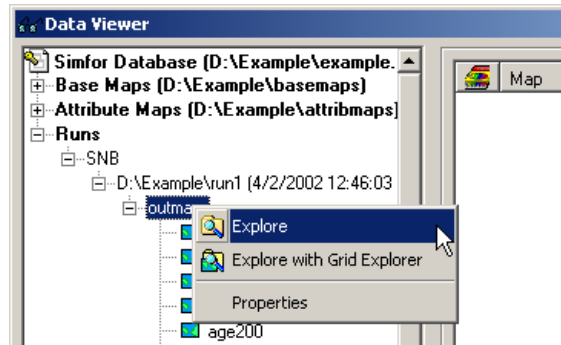 Data Viewer
Simfor Database (D:\Example\example.
Base Maps (D:\Example\basemaps)
Attribute Maps (D:\Example\attribmaps)
Runs
SNB
D:\Example\run1 (4/2/2002 12:46:03
outma
Explore
Explore with Grid Explorer
Properties
age200
Map